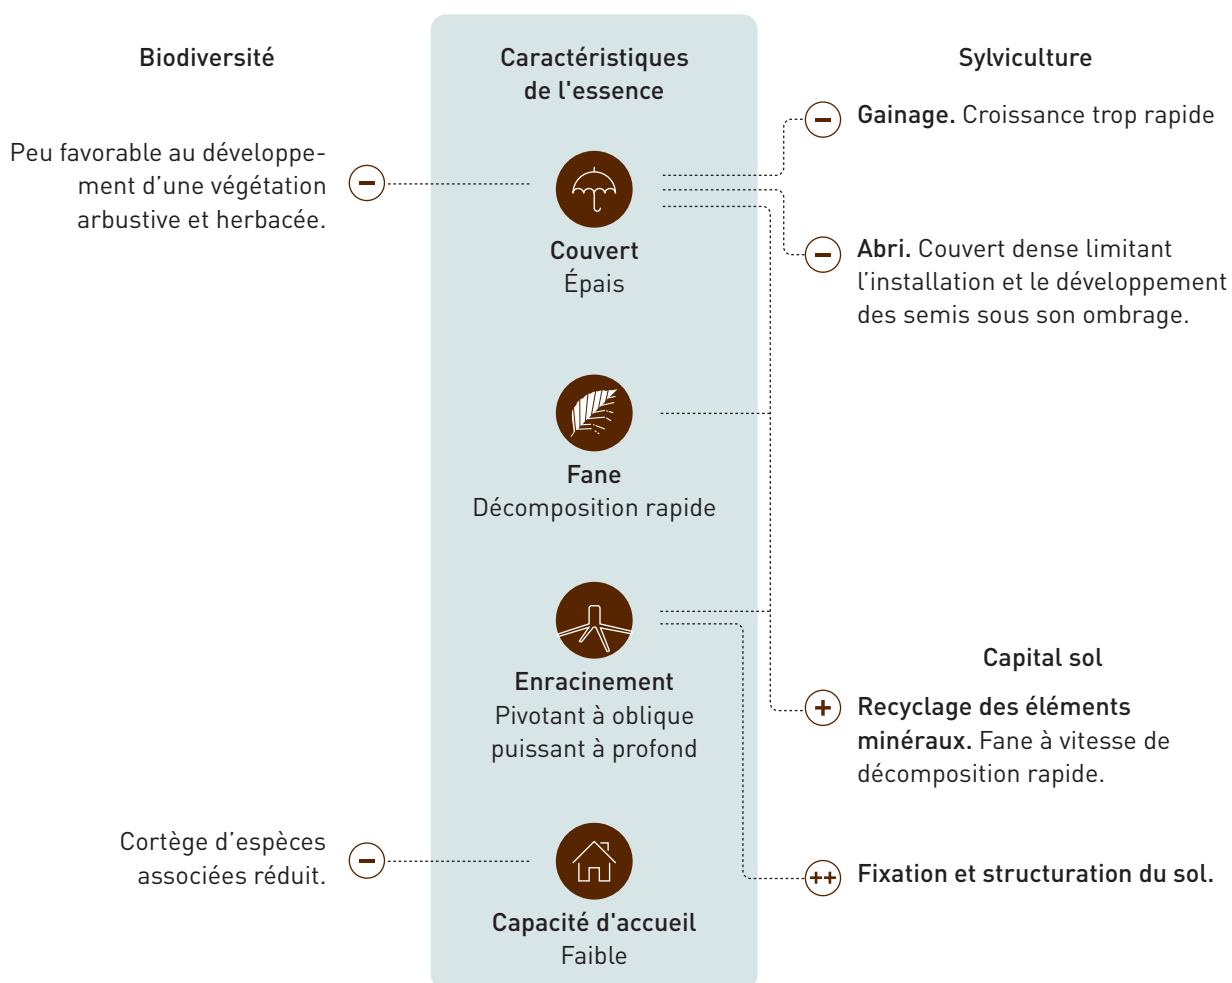 Biodiversité
Peu favorable au développe-
ment d’une végétation
arbustive et herbacée.
−
Cortège d’espèces
associées réduit.
−
Caractéristiques
de l'essence
Couvert
Épais
Fane
Décomposition rapide
Enracinement
Pivotant à oblique
puissant à profond
Capacité d'accueil
Faible
Sylviculture
− Gainage. Croissance trop rapide
− Abri. Couvert dense limitant
l’installation et le développement
des semis sous son ombrage.
Capital sol
+ Recyclage des éléments
minéraux. Fane à vitesse de
décomposition rapide.
++ Fixation et structuration du sol.